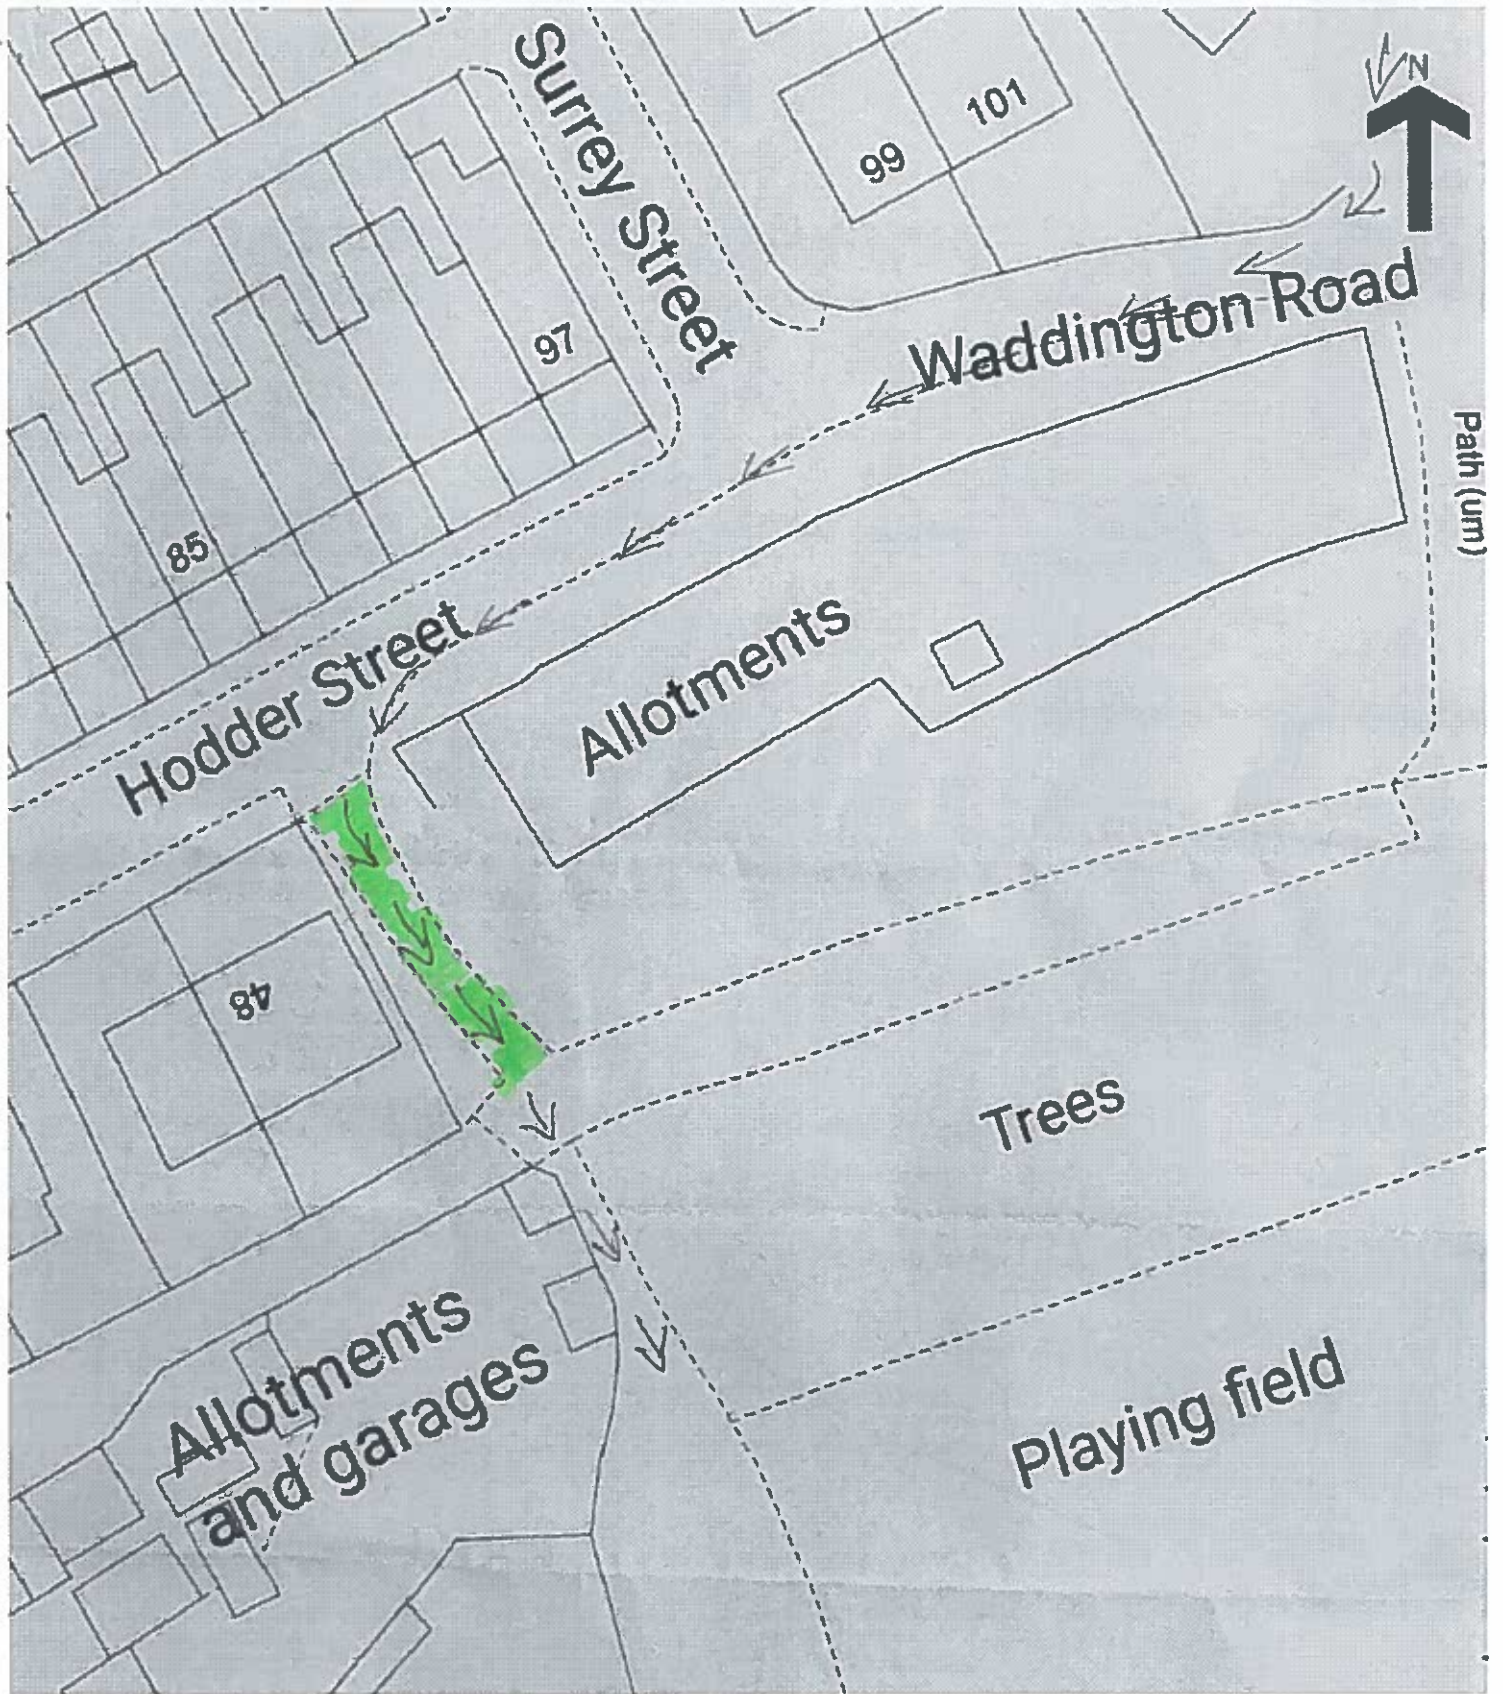 Surrey Street
N
101
99
Waddington Road
97
Path (um)
85
Allotments
Hodder Street
48
Trees
Allotments
and garages
Playing field